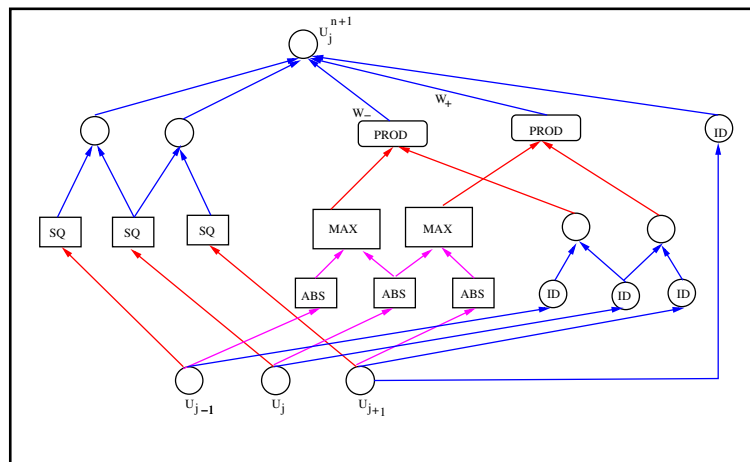 U_j^{n+1}
W_-
W_+
PROD
PROD
ID
SQ
SQ
SQ
MAX
MAX
ABS
ABS
ABS
ID
ID
ID
U_{j-1}
U_j
U_{j+1}